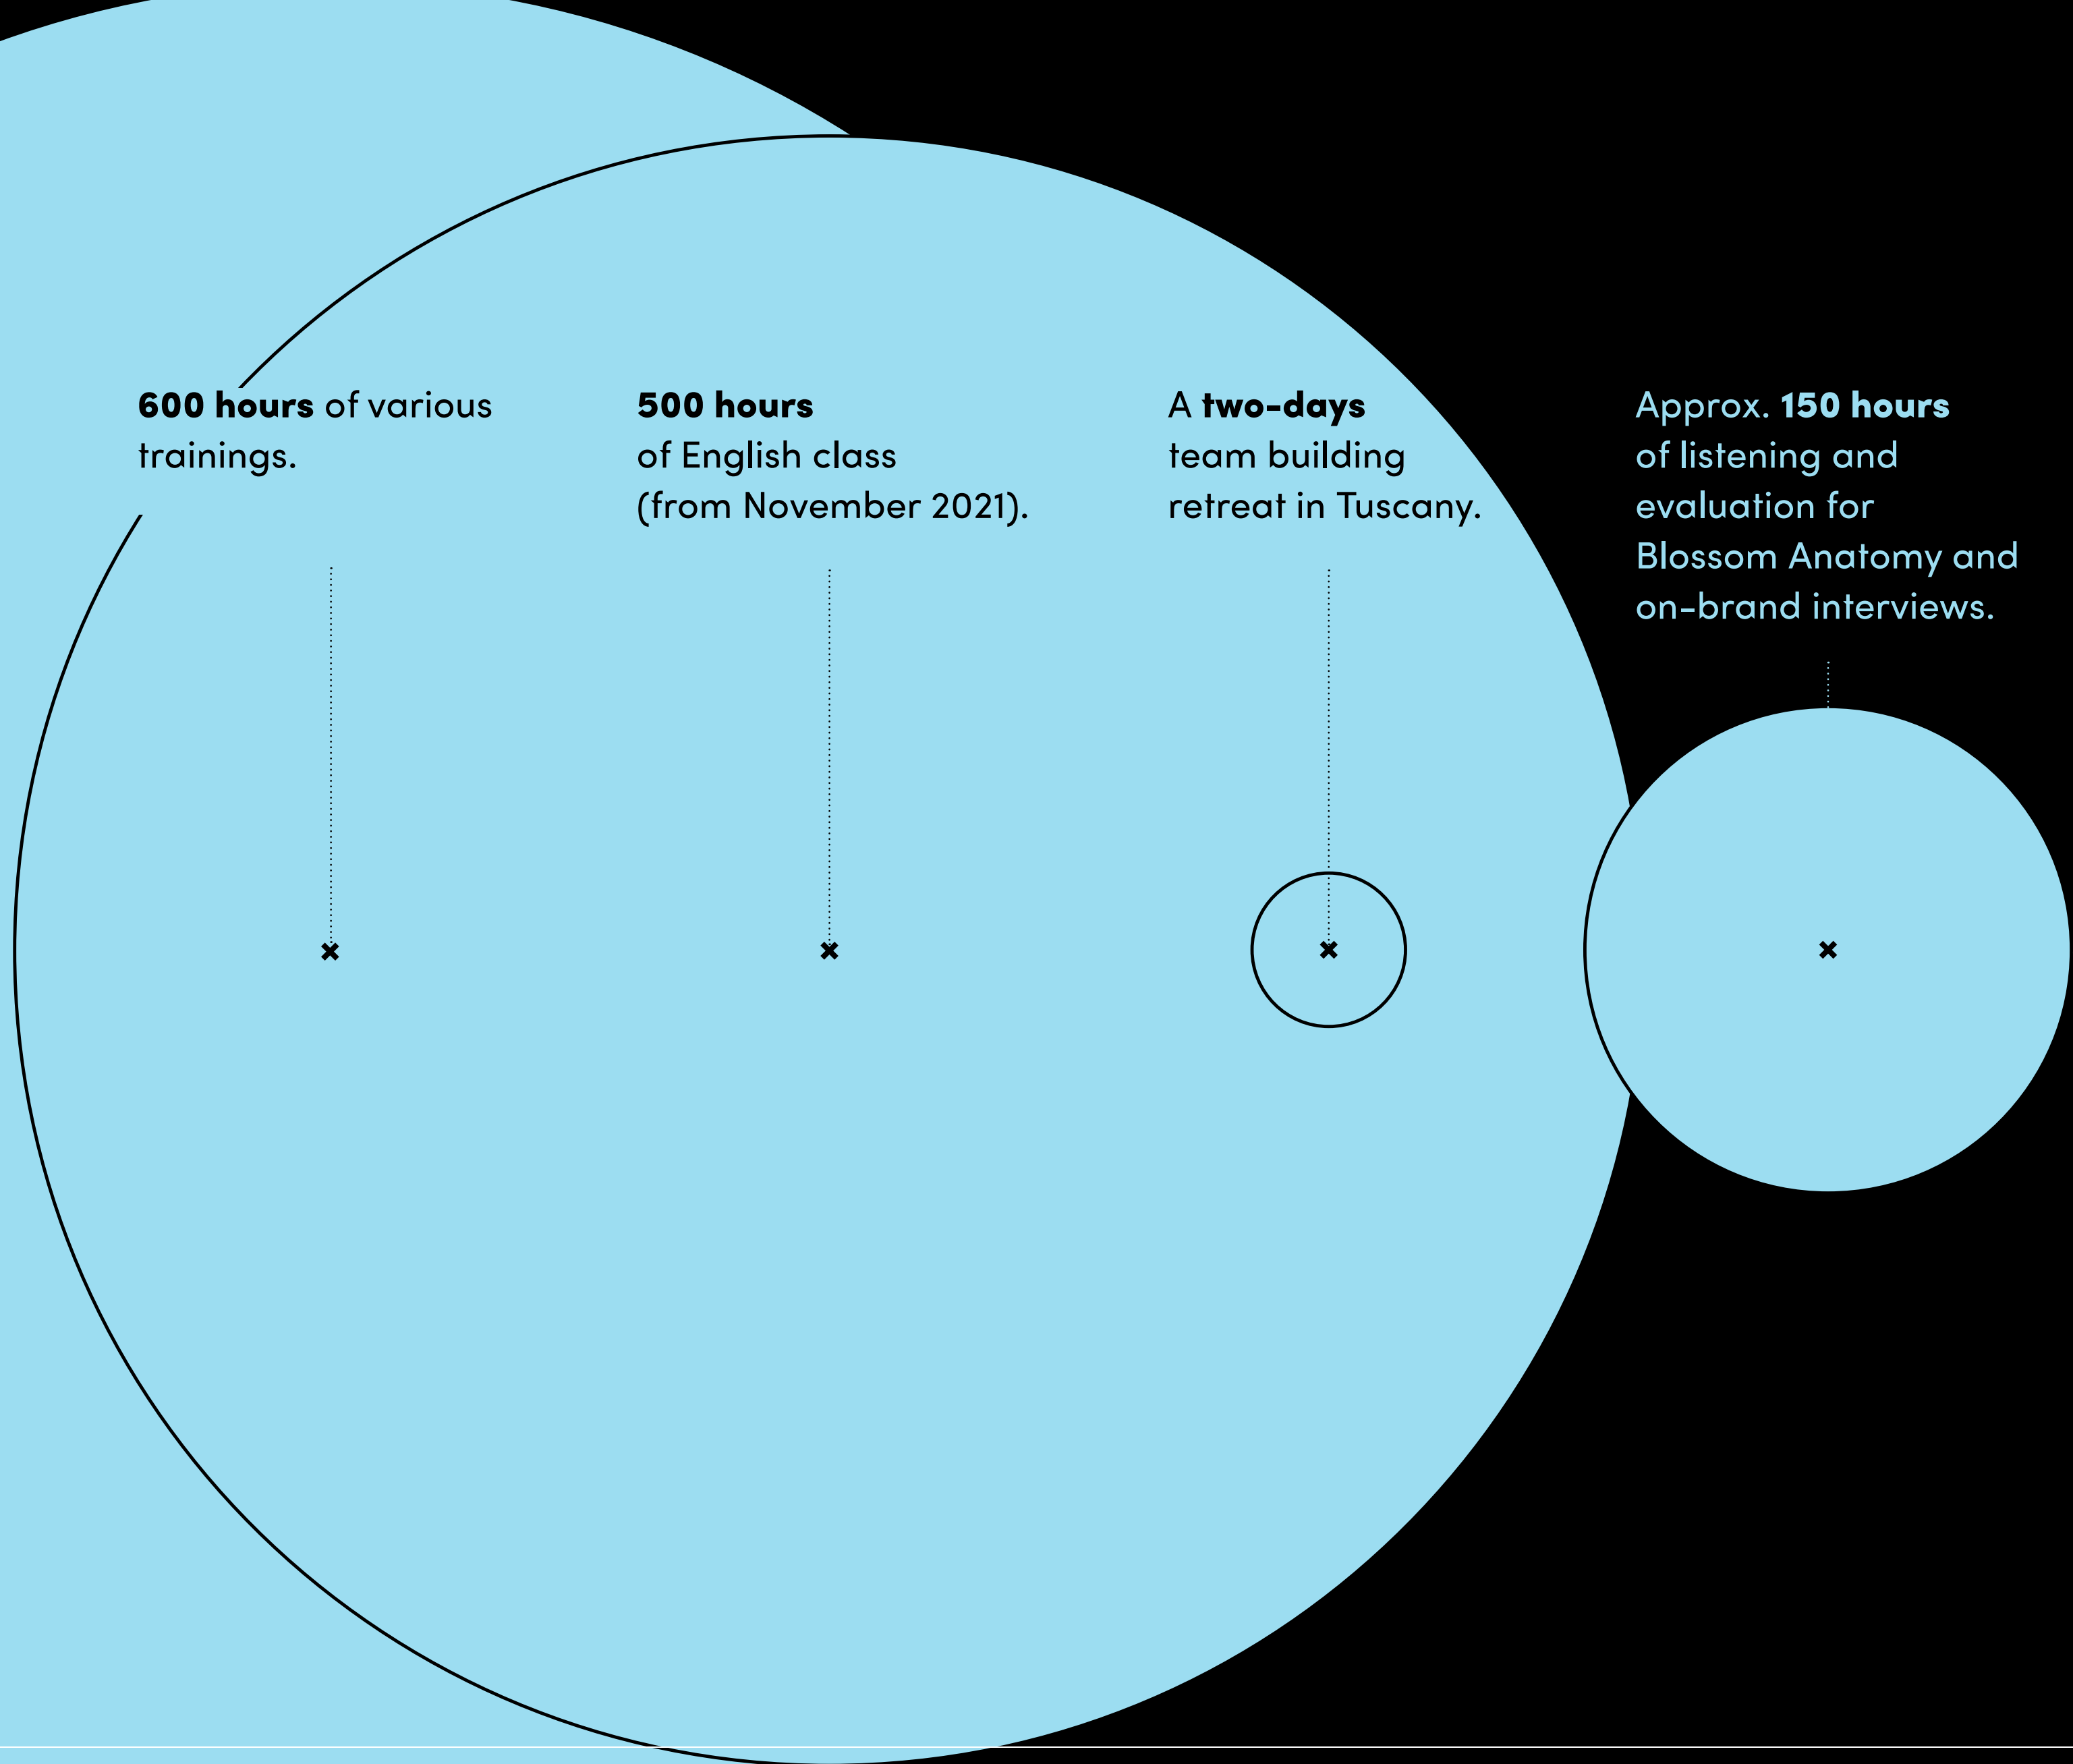 600 hours of various
trainings.
500 hours
of English class
(from November 2021).
A two-days
team building
retreat in Tuscany.
Approx. 150 hours
of listening and
evaluation for
Blossom Anatomy and
on-brand interviews.